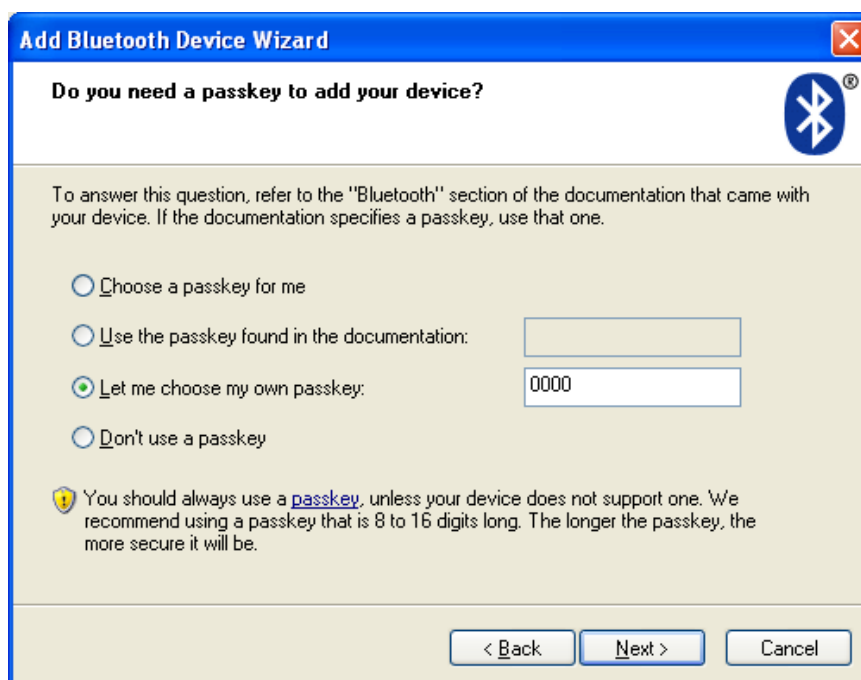 Add Bluetooth Device Wizard
Do you need a passkey to add your device?
®
To answer this question, refer to the "Bluetooth" section of the documentation that came with
your device. If the documentation specifies a passkey, use that one.
Choose a passkey for me
Use the passkey found in the documentation:
Let me choose my own passkey: 0000
Don't use a passkey
You should always use a passkey, unless your device does not support one. We
recommend using a passkey that is 8 to 16 digits long. The longer the passkey, the
more secure it will be.
< Back Next > Cancel